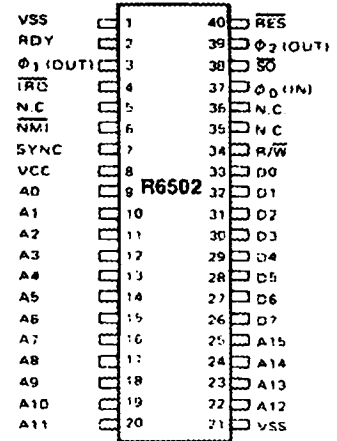 VSS 1 40 R̅E̅S̅
RDY 2 39 ϕ2 (OUT)
ϕ1 (OUT) 3 38 S̅O̅
I̅R̅Q̅ 4 37 ϕ0 (IN)
N.C 5 36 N.C.
N̅M̅I̅ 6 35 N.C
SYNC 7 34 R/W̅
VCC 8 33 D0
A0 9 R6502 32 D1
A1 10 31 D2
A2 11 30 D3
A3 12 29 D4
A4 13 28 D5
A5 14 27 D6
A6 15 26 D7
A7 16 25 A15
A8 17 24 A14
A9 18 23 A13
A10 19 22 A12
A11 20 21 VSS